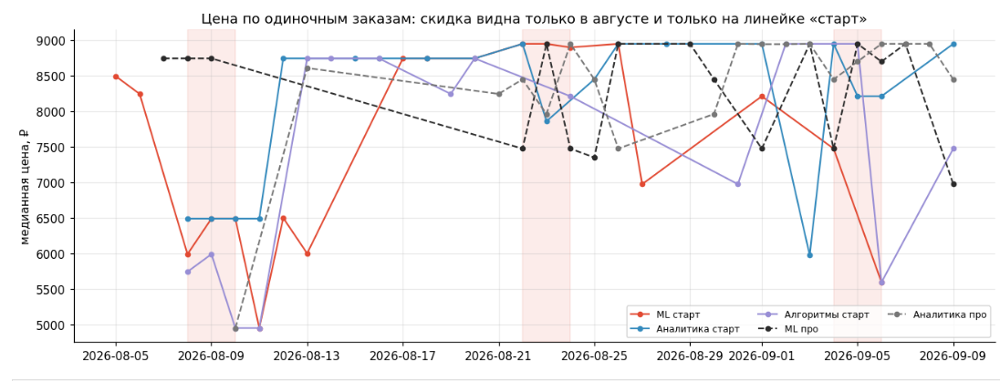 Цена по одиночным заказам: скидка видна только в августе и только на линейке «старт»
медианная цена, ₽
9000
8500
8000
7500
7000
6500
6000
5500
5000
ML старт
Аналитика старт
Алгоритмы старт
ML про
Аналитика про
2026-08-05
2026-08-09
2026-08-13
2026-08-17
2026-08-21
2026-08-25
2026-08-29
2026-09-01
2026-09-05
2026-09-09